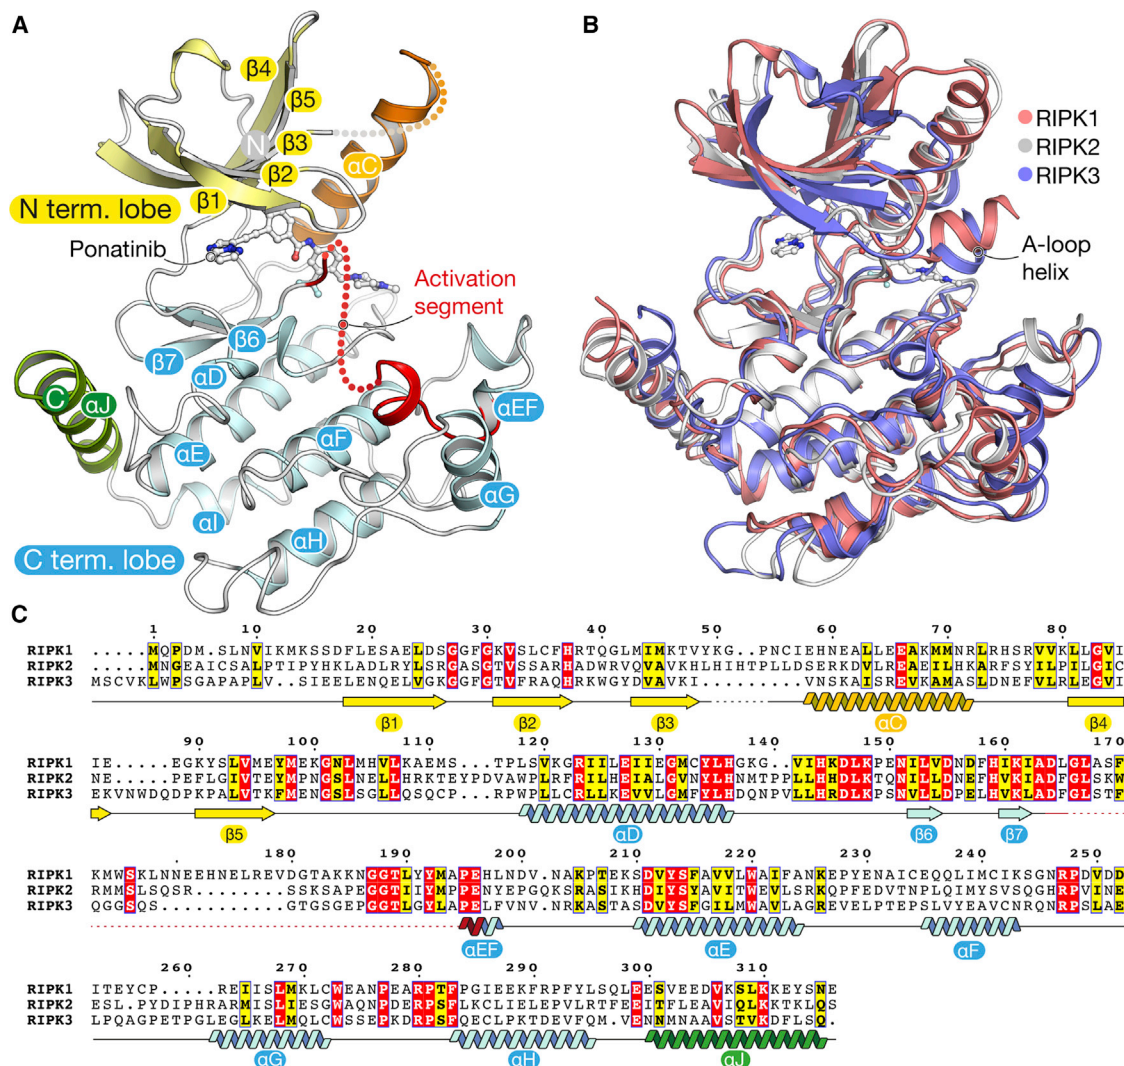 A
β4
β5
N
β3
β2
αC
β1
N term. lobe
Ponatinib
Activation
segment
β6
β7
αD
C
αJ
αEF
αF
αE
αG
αI
αH
C term. lobe
B
RIPK1
RIPK2
RIPK3
A-loop
helix
C
1 10 20 30 40 50 60 70 80
RIPK1 .....MQPDM.SLNVIKMKSSDFLESAELDSGGFGKVSLCFHRTQGLMIMKTVYKG..PNCIEHNEALLEEAKMMNRLRHSRVVKLLGVI
RIPK2 .....MNGEAICSALPTIPYHKLADLRYLSRGASGTVSSARHADWRVQVAVKHLHIHTPLLDSERKDVLREAEILHKARFSYILPILGIC
RIPK3 MSCVKLWPSGAPAPLV..SIEELENQELVGKGGFGTVFRAQHRKWGYDVAVKI.........VNSKAISREVKAMASLDNEFVLRLEGVI
β1 β2 β3 αC β4
90 100 110 120 130 140 150 160 170
RIPK1 IE.....EGKYSLVMEYMEKGNLMHVLKAEMS..TPLSVKGRIILEIIEGMCYLHGKG..VIHKDLKPENILVDNDFHIKIADLGLASF
RIPK2 NE.....PEFLGIVTEYMPNGSLNELLHRKTEYPDVAWPLRFRILHEIALGVNYLHNMTPPLLHHDLKTQNILLDNEFHVKIADFGLSKW
RIPK3 EKVNWDQDPKPALVTKFMENGSLSGLLQSQCP..RPWPLLCRLLKEVVLGMFYLHDQNPVLLHRDLKPSNVLLDPELHVKLADFGLSTF
β5 αD β6 β7
180 190 200 210 220 230 240 250
RIPK1 KMWSKLNNEEHNELREVDGTAKKNGGTLYYMAPEHLNDV.NAKPTEKSDVYSFAVVLWAIFANKEPYENAICEQQLIMCIKSGNRPDVDD
RIPK2 RMMSLSQSR........SSKSAPEGGTIIYMPPENYEPGQKSRASIKHDIYSYAVITWEVLSRKQPFEDVTNPLQIMYSVSQGHRPVINE
RIPK3 QGGSQS...........GTGSGEPGGTLGYLAPELFVNV.NRKASTASDVYSFGILMWAVLAGREVELPTEPSLVYEAVCNRQNRPSLAE
αEF αE αF
260 270 280 290 300 310
RIPK1 ITEYCP.....REIISLMKLCWEANPEARPTFPGIEEKFRPFYLSQLEESVEEDVKSLKKEYSNE
RIPK2 ESLPYDIPHRARMISLIESGWAQNPDERPSFLKCLIELEPVLRTFEEITFLEAVIQLKKTKLQS.
RIPK3 LPQAGPETPGLEGLKELMQLCWSSEPKDRPSFQECLPKTDEVFQM.VENNMNAAVSTVKDFLSQ.
αG αH αJ